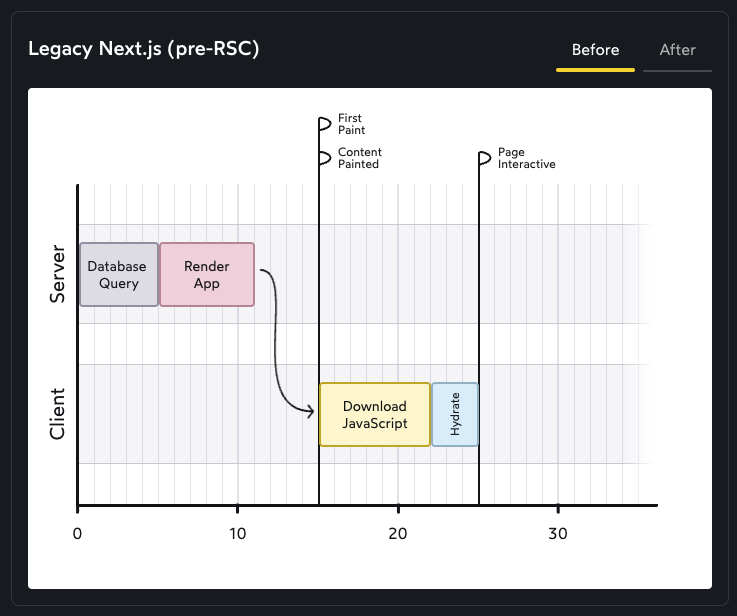 Legacy Next.js (pre-RSC)
Before
After
First
Paint
Content
Painted
Page
Interactive
Server
Database
Query
Render
App
Client
Download
JavaScript
Hydrate
0
10
20
30